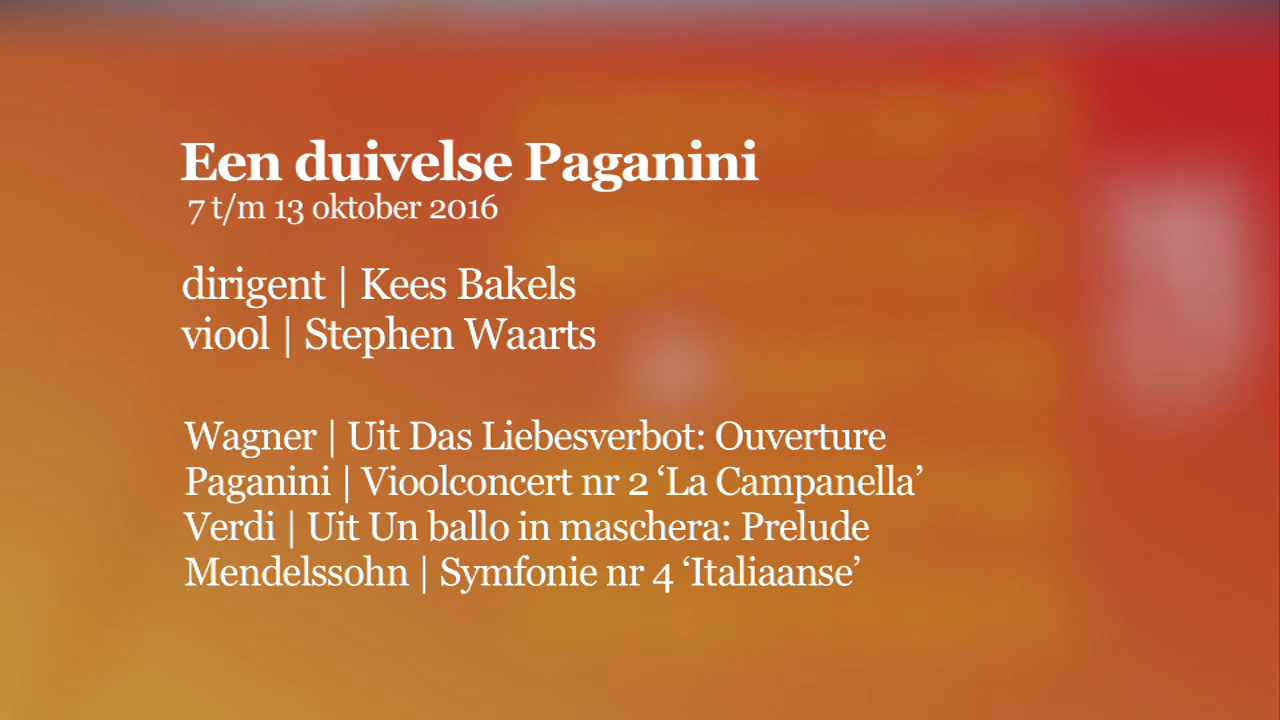 Een duivelse Paganini
7 t/m 13 oktober 2016
dirigent | Kees Bakels
viool | Stephen Waarts
Wagner | Uit Das Liebesverbot: Ouverture
Paganini | Vioolconcert nr 2 ‘La Campanella’
Verdi | Uit Un ballo in maschera: Prelude
Mendelssohn | Symfonie nr 4 ‘Italiaanse’